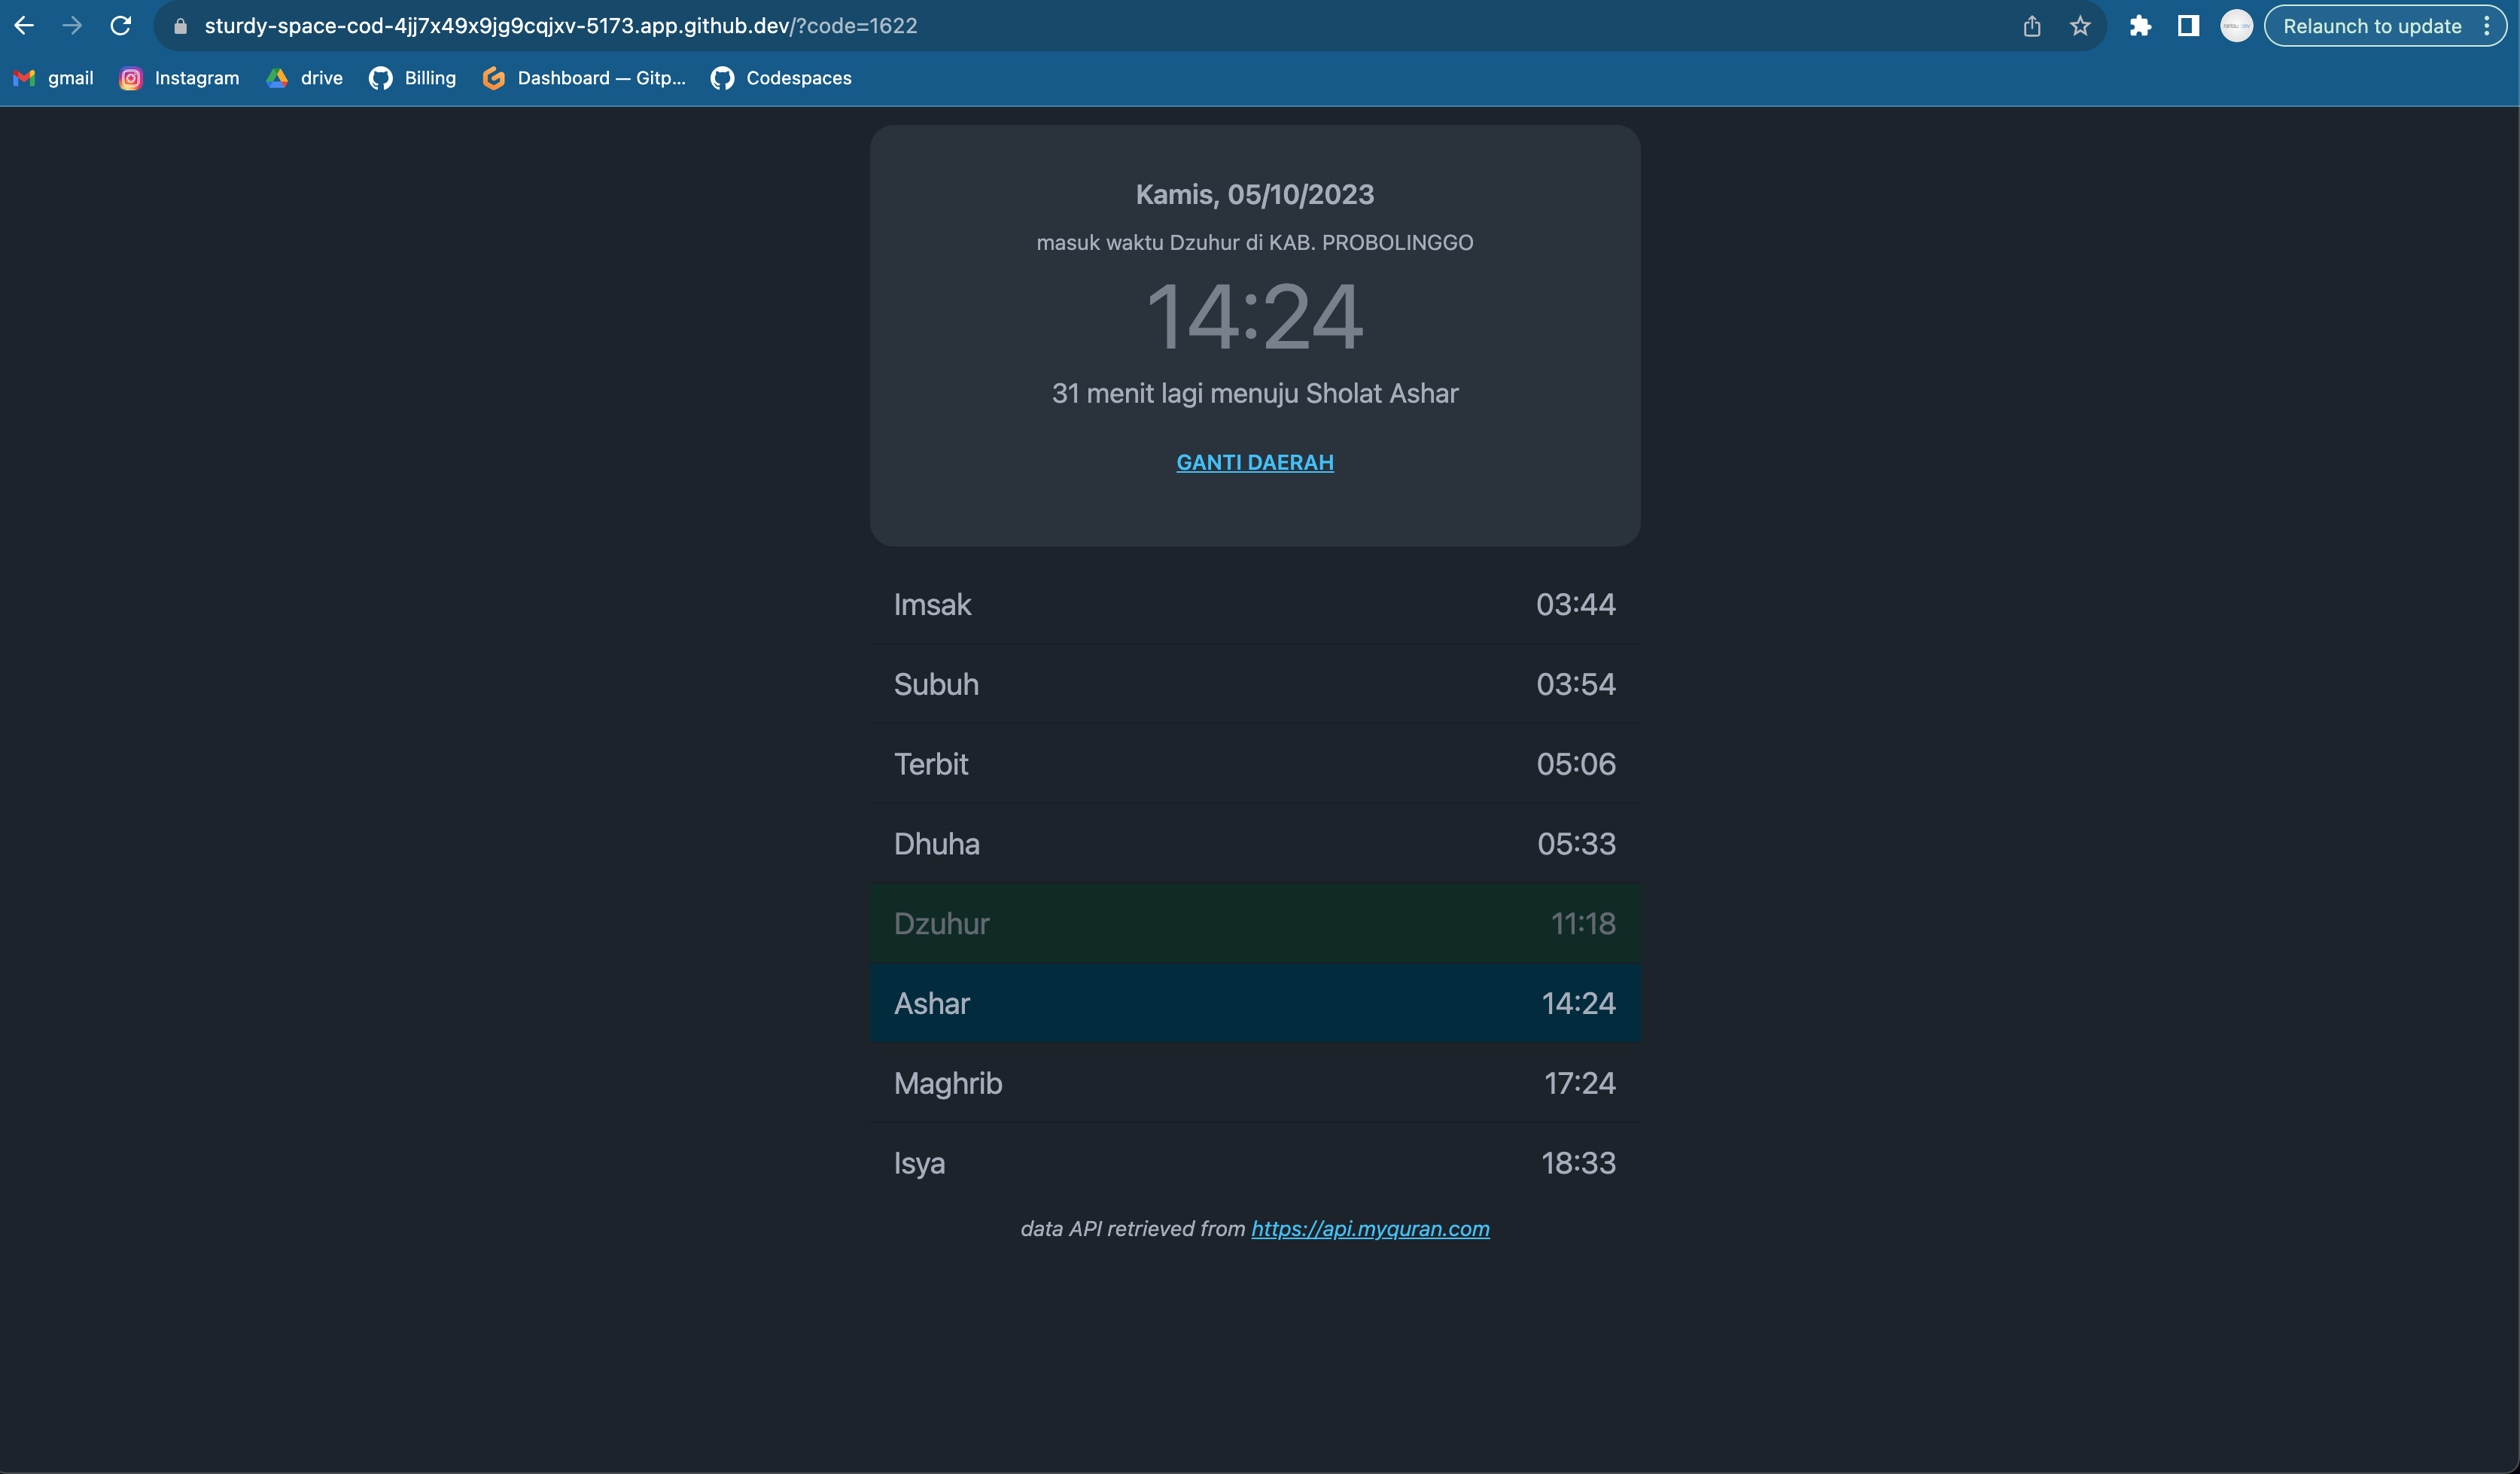 sturdy-space-cod-4jj7x49x9jg9cqjxv-5173.app.github.dev/?code=1622
Relaunch to update
gmail Instagram drive Billing Dashboard — Gitp... Codespaces
Kamis, 05/10/2023
masuk waktu Dzuhur di KAB. PROBOLINGGO
14:24
31 menit lagi menuju Sholat Ashar
GANTI DAERAH
Imsak 03:44
Subuh 03:54
Terbit 05:06
Dhuha 05:33
Dzuhur 11:18
Ashar 14:24
Maghrib 17:24
Isya 18:33
data API retrieved from https://api.myquran.com